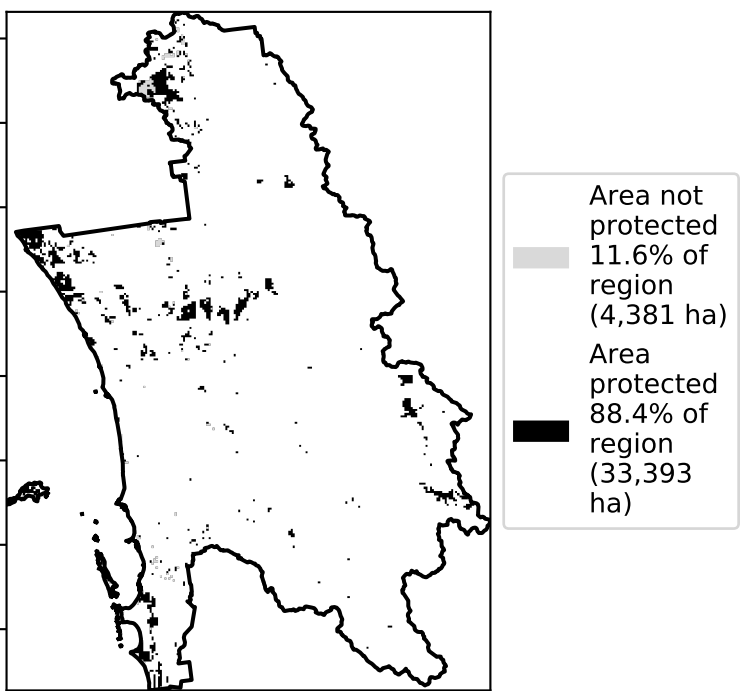 Area not
protected
11.6% of
region
(4,381 ha)
Area
protected
88.4% of
region
(33,393
ha)